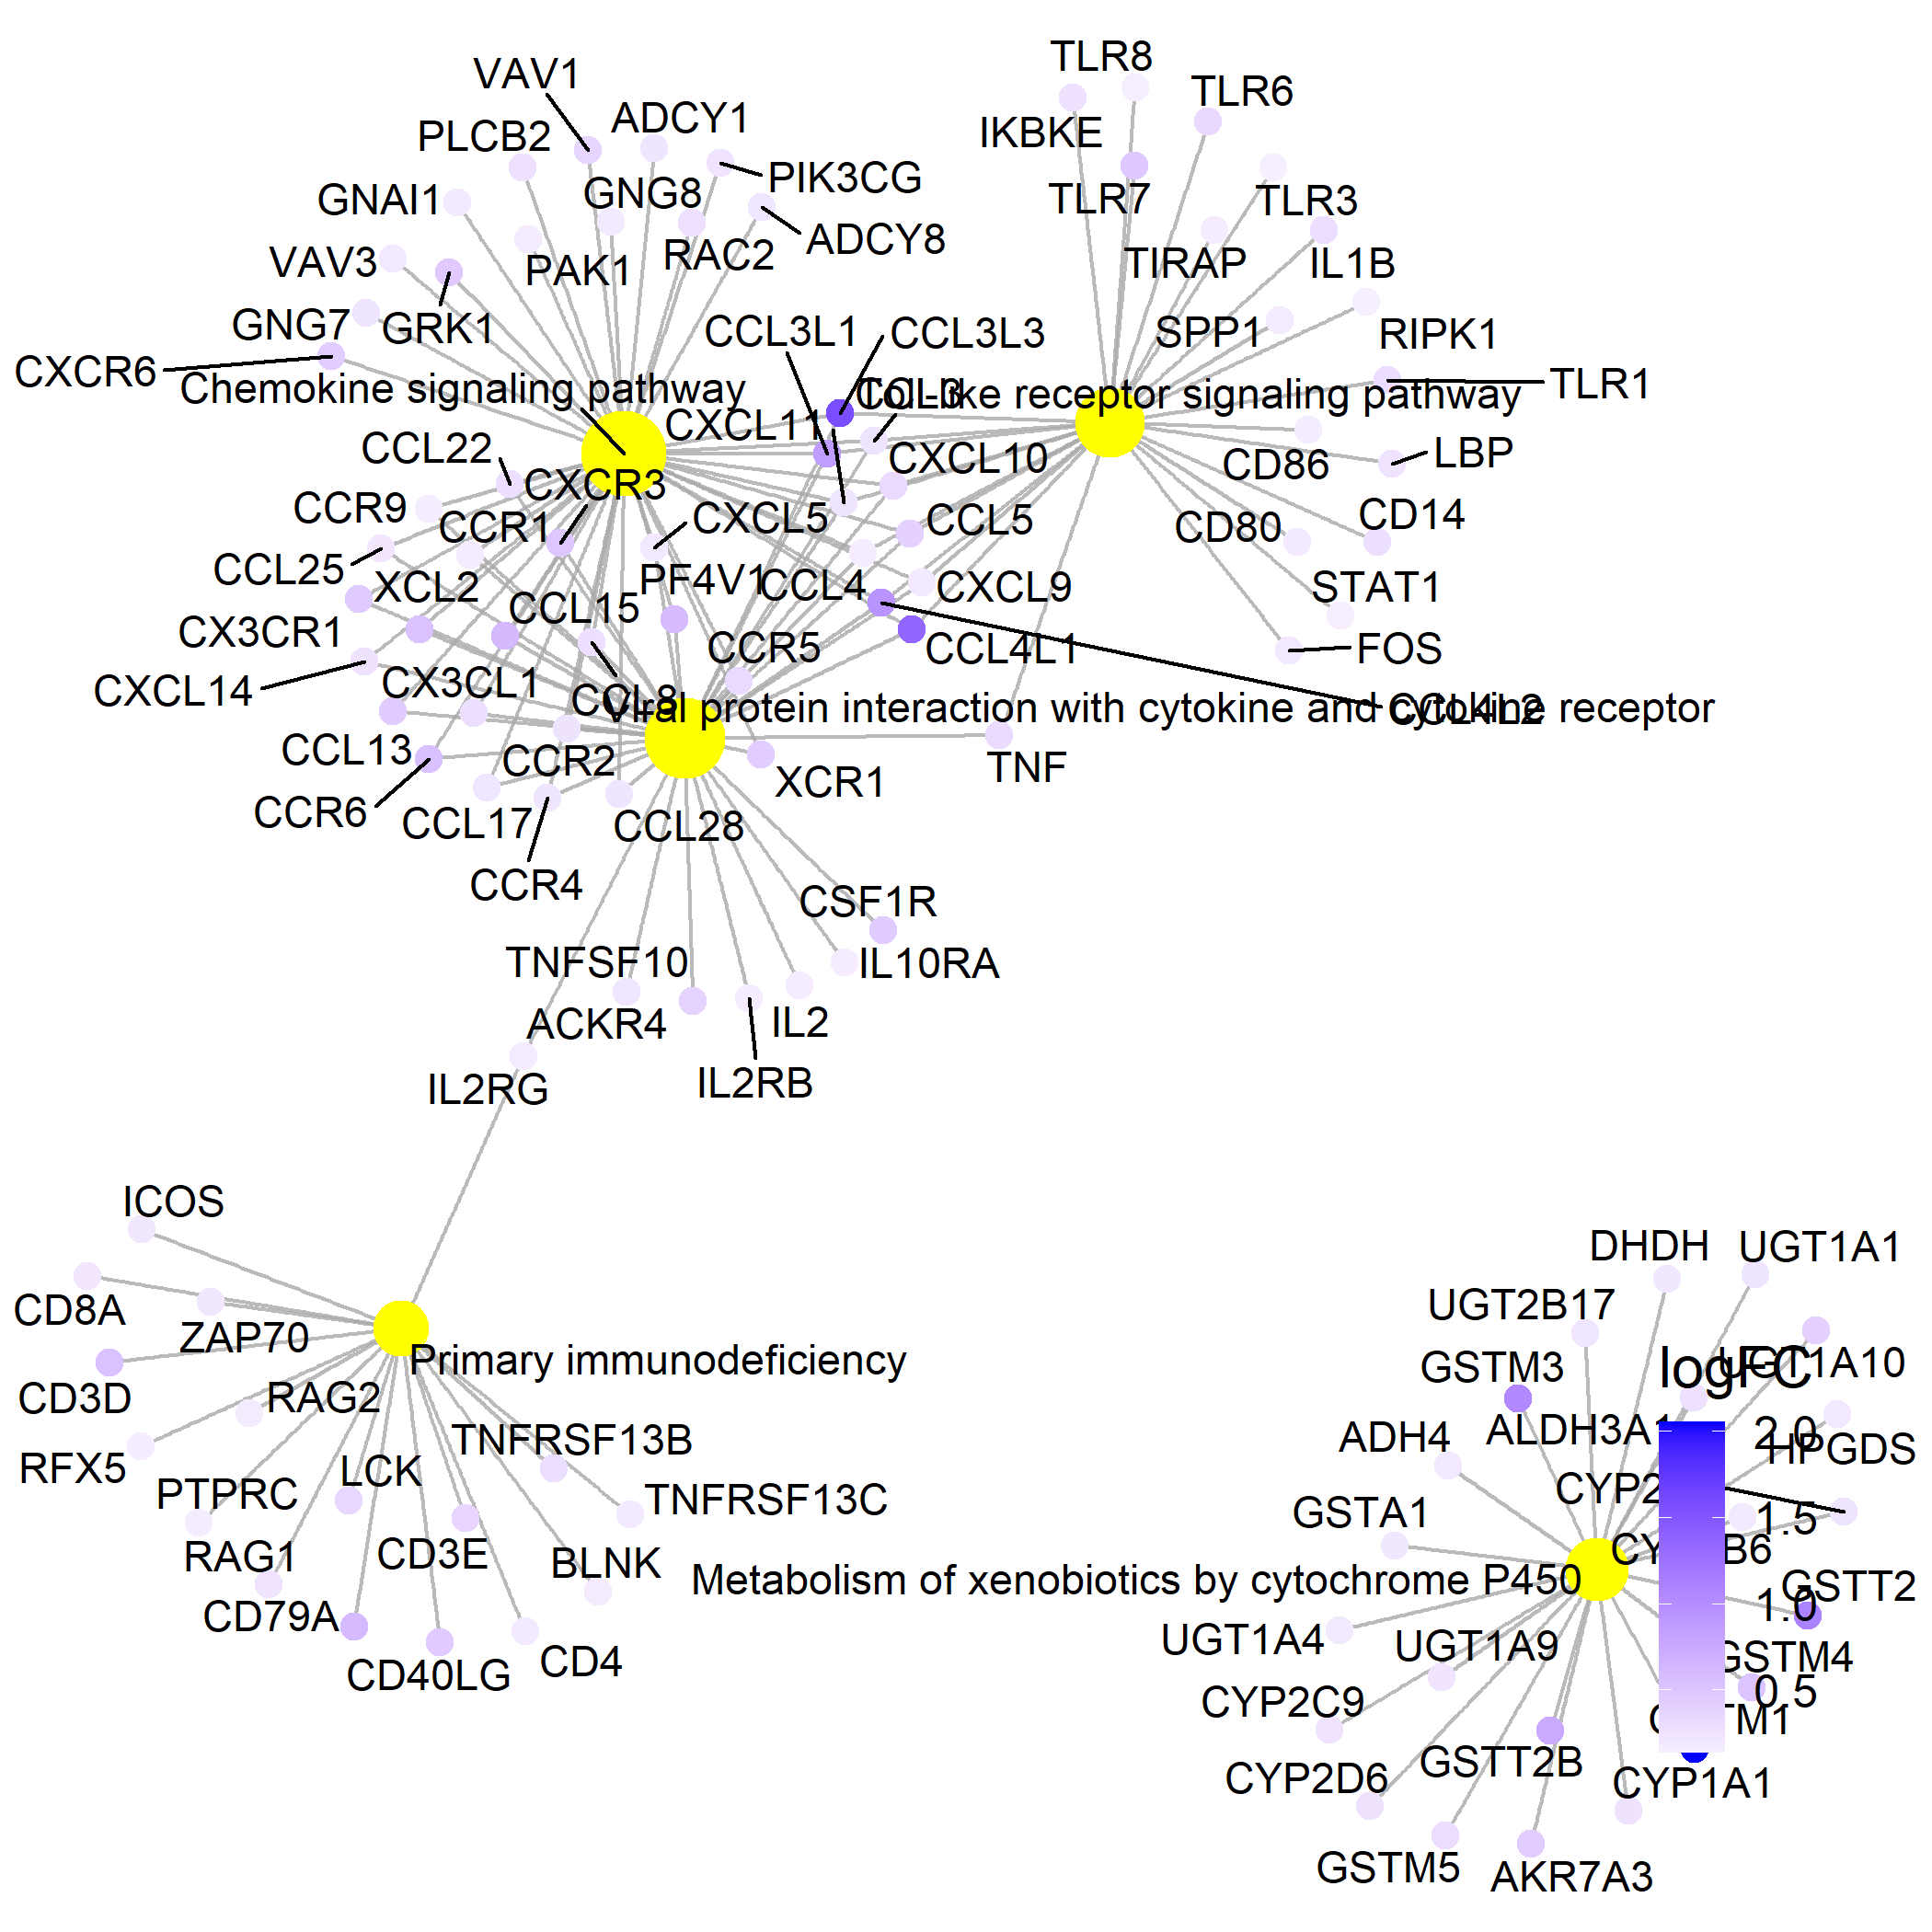 TLR8
VAV1
TLR6
ADCY1
PLCB2
IKBKE
PIK3CG
GNG8
TLR7
GNAI1
TLR3
ADCY8
RAC2
VAV3
PAK1
TIRAP
IL1B
GNG7
GRK1
CCL3L1
CCL3L3
SPP1
RIPK1
CXCR6
TLR1
Chemokine signaling pathway
CCL3
Toll-like receptor signaling pathway
CXCL11
CCL22
CXCL10
LBP
CD86
CXCR3
CCR9
CCR1
CXCL5
CCL5
CD14
CD80
CCL25
PF4V1
CCL4
CXCL9
XCL2
STAT1
CCL15
CX3CR1
CCR5
CCL4L1
FOS
CXCL14
CX3CL1
CCL8
Viral protein interaction with cytokine and cytokine receptor
CCL4L2
CCL13
CCR2
TNF
XCR1
CCR6
CCL17
CCL28
CCR4
CSF1R
TNFSF10
IL10RA
ACKR4
IL2
IL2RG
IL2RB
ICOS
DHDH
UGT1A1
CD8A
UGT2B17
ZAP70
Primary immunodeficiency
GSTM3
logFC
UGT1A10
CD3D
RAG2
TNFRSF13B
ADH4
ALDH3A1
2.0
HPGDS
RFX5
LCK
PTPRC
TNFRSF13C
GSTA1
1.5
RAG1
CD3E
BLNK
Metabolism of xenobiotics by cytochrome P450
GSTT2
CD79A
1.0
UGT1A4
UGT1A9
CD4
CD40LG
GSTM4
0.5
CYP2C9
CYP2D6
GSTT2B
CYP1A1
GSTM5
AKR7A3